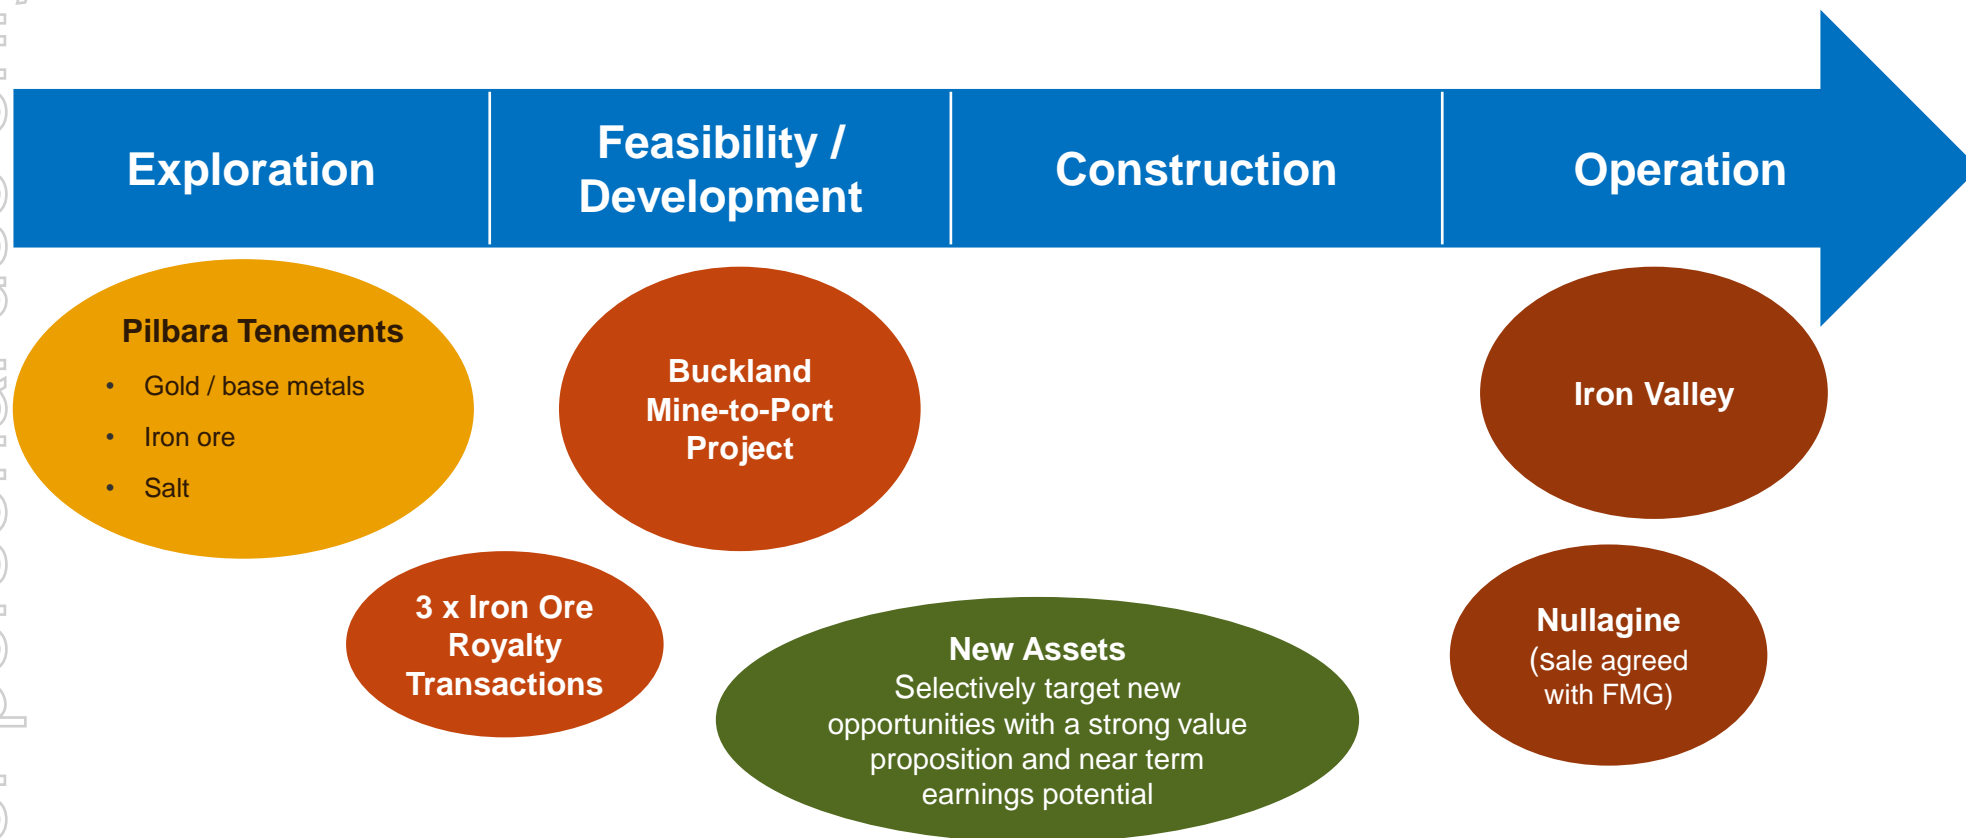 Exploration
Feasibility /
Development
Construction
Operation
Pilbara Tenements
• Gold / base metals
• Iron ore
• Salt
Buckland
Mine-to-Port
Project
Iron Valley
3 x Iron Ore
Royalty
Transactions
New Assets
Selectively target new
opportunities with a strong value
proposition and near term
earnings potential
Nullagine
(sale agreed
with FMG)